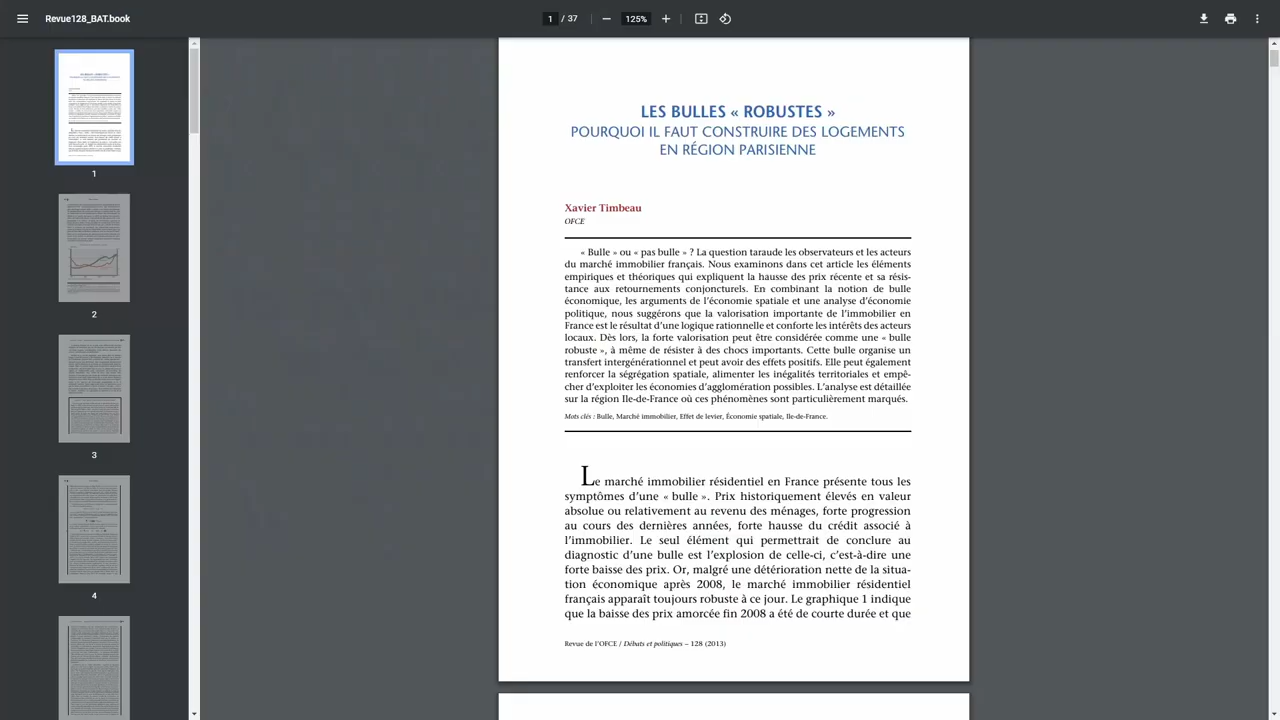 Revue128_BAT.book
1 / 37
125%
1
2
3
4
LES BULLES « ROBUSTES »
POURQUOI IL FAUT CONSTRUIRE DES LOGEMENTS
EN RÉGION PARISIENNE
Xavier Timbeau
OFCE
« Bulle » ou « pas bulle » ? La question taraude les observateurs et les acteurs
du marché immobilier français. Nous examinons dans cet article les éléments
empiriques et théoriques qui expliquent la hausse des prix récente et sa résis-
tance aux retournements conjoncturels. En combinant la notion de bulle
économique, les arguments de l’économie spatiale et une analyse d’économie
politique, nous suggérons que la valorisation importante de l’immobilier en
France est le résultat d’une logique rationnelle et conforte les intérêts des acteurs
locaux. Dès lors, la forte valorisation peut être considérée comme une « bulle
robuste », à même de résister à des chocs importants. Cette bulle organise un
transfert intergénérationnel et peut avoir des effets positifs. Elle peut également
renforcer la ségrégation spatiale, alimenter les inégalités territoriales et empê-
cher d’exploiter les économies d’agglomération possibles. L’analyse est détaillée
sur la région Ile-de-France où ces phénomènes sont particulièrement marqués.
Mots clés : Bulle, Marché immobilier, Effet de levier, Économie spatiale, Ile-de-France.
Le marché immobilier résidentiel en France présente tous les
symptômes d’une « bulle ». Prix historiquement élevés en valeur
absolue ou relativement au revenu des ménages, forte progression
au cours des dernières années, forte hausse du crédit associé à
l’immobilier. Le seul élément qui permettrait de conclure au
diagnostic d’une bulle est l’explosion de celle-ci, c’est-à-dire une
forte baisse des prix. Or, malgré une détérioration nette de la situa-
tion économique après 2008, le marché immobilier résidentiel
français apparaît toujours robuste à ce jour. Le graphique 1 indique
que la baisse des prix amorcée fin 2008 a été de courte durée et que
Revue de l’OFCE / Débats et politiques – 128 (2013)